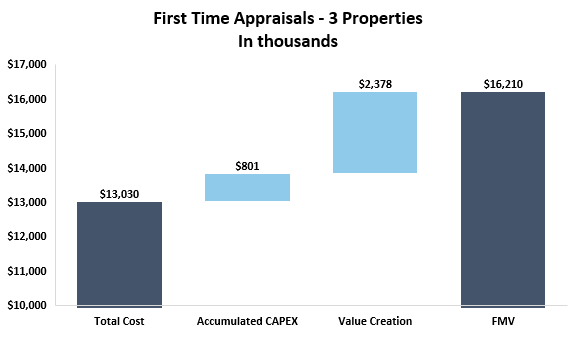 First Time Appraisals - 3 Properties
In thousands
$17,000
$16,000
$15,000
$14,000
$13,000
$12,000
$11,000
$10,000
$13,030
$801
$2,378
$16,210
Total Cost
Accumulated CAPEX
Value Creation
FMV